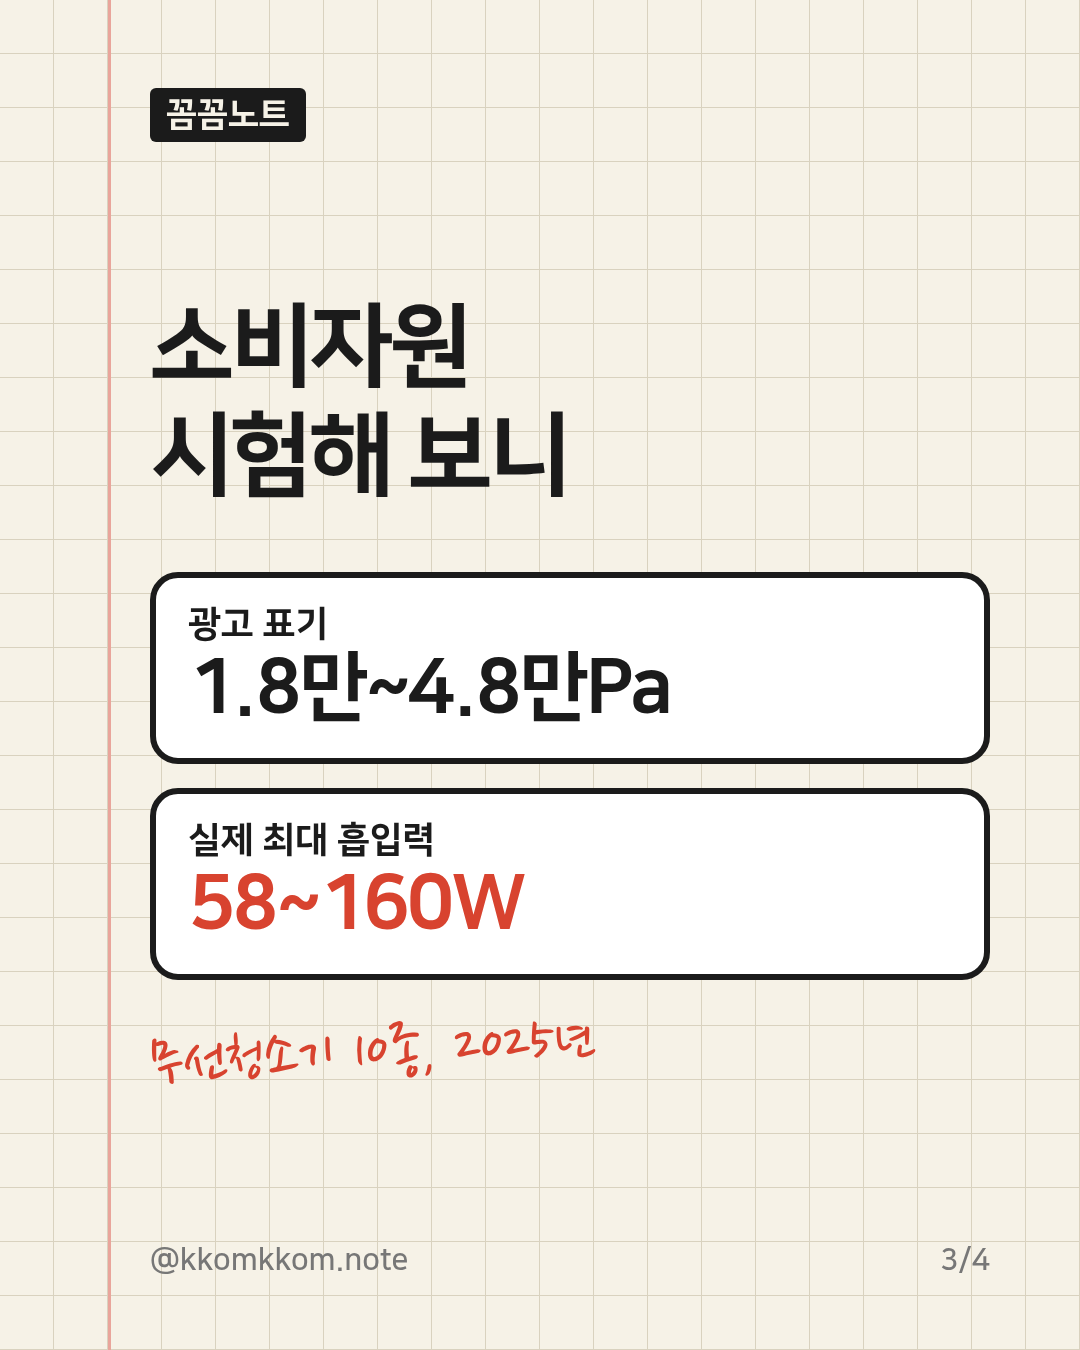 꼼꼼노트
소비자원
시험해 보니
광고 표기
1.8만~4.8만Pa
실제 최대 흡입력
58~160W
무선청소기 10종, 2025년
@kkomkkom.note
3/4